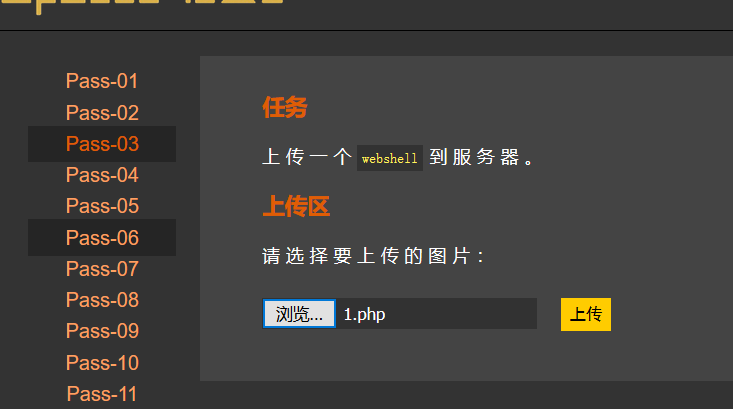 Pass-01
Pass-02
Pass-03
Pass-04
Pass-05
Pass-06
Pass-07
Pass-08
Pass-09
Pass-10
Pass-11
任务
上传一个 webshell 到服务器。
上传区
请选择要上传的图片：
浏览... 1.php 上传